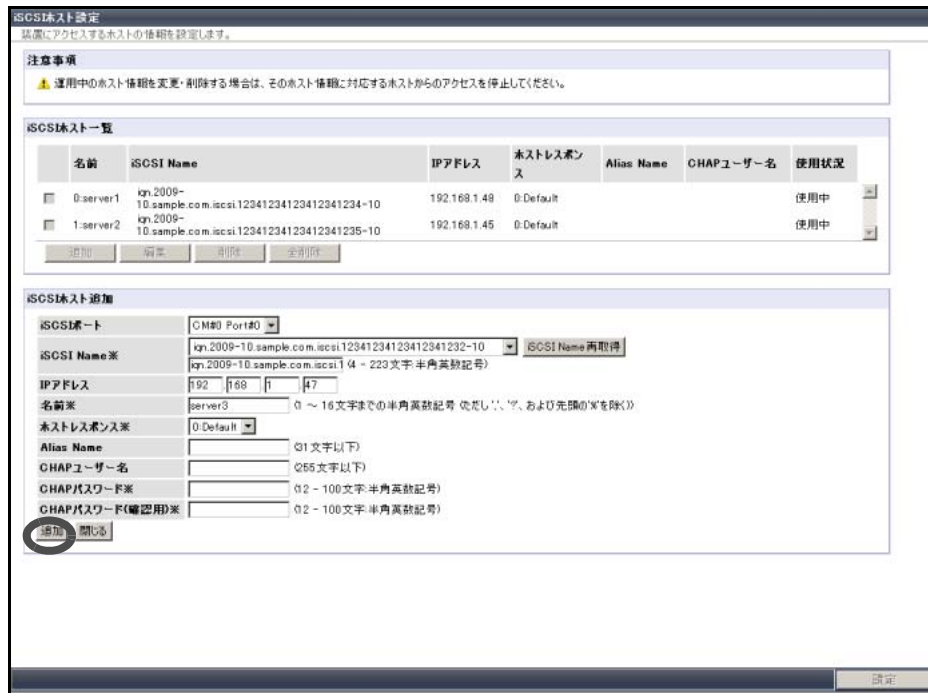 iSCSIホスト設定
装置にアクセスするホストの情報を設定します。
注意事項
運用中のホスト情報を変更・削除する場合は、そのホスト情報に対応するホストからのアクセスを停止してください。
iSCSIホスト一覧
名前 iSCSI Name IPアドレス ホストレスポンス Alias Name CHAPユーザー名 使用状況
0:server1 iqn.2009-10.sample.com.iscsi.12341234123412341234-10 192.168.1.48 0:Default 使用中
1:server2 iqn.2009-10.sample.com.iscsi.12341234123412341235-10 192.168.1.45 0:Default 使用中
追加 編集 削除 全削除
iSCSIホスト追加
iSCSIポート CM#0 Port#0
iSCSI Name※ iqn.2009-10.sample.com.iscsi.12341234123412341232-10 iSCSI Name再取得
iqn.2009-10.sample.com.iscsi.1 (4 - 223文字:半角英数記号)
IPアドレス 192 .168 .1 .47
名前※ server3 (1 ～ 16文字までの半角英数記号 (ただし','、'?'、および先頭の'%'を除く))
ホストレスポンス※ 0:Default
Alias Name (31文字以下)
CHAPユーザー名 (255文字以下)
CHAPパスワード※ (12 - 100文字:半角英数記号)
CHAPパスワード(確認用)※ (12 - 100文字:半角英数記号)
追加 閉じる
設定